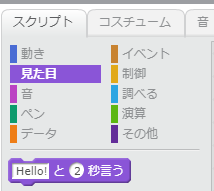 スクリプト コスチューム 音
動き イベント
見た目 制御
音 調べる
ペン 演算
データ その他
Hello! と 2 秒言う